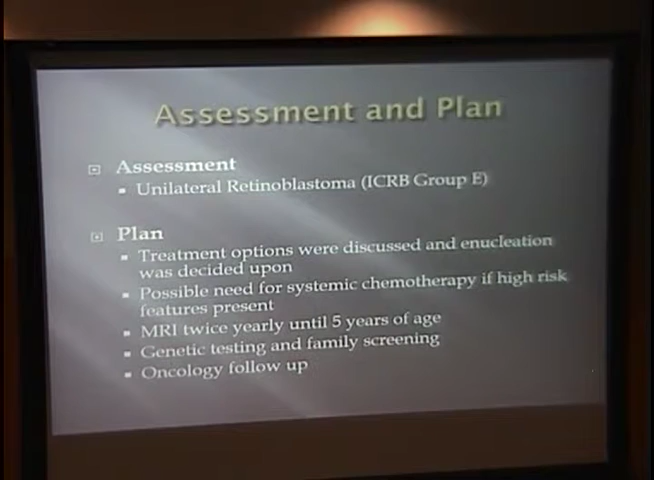 Assessment and Plan
Assessment
Unilateral Retinoblastoma (ICRB Group E)
Plan
Treatment options were discussed and enucleation
was decided upon
Possible need for systemic chemotherapy if high risk
features present
MRI twice yearly until 5 years of age
Genetic testing and family screening
Oncology follow up